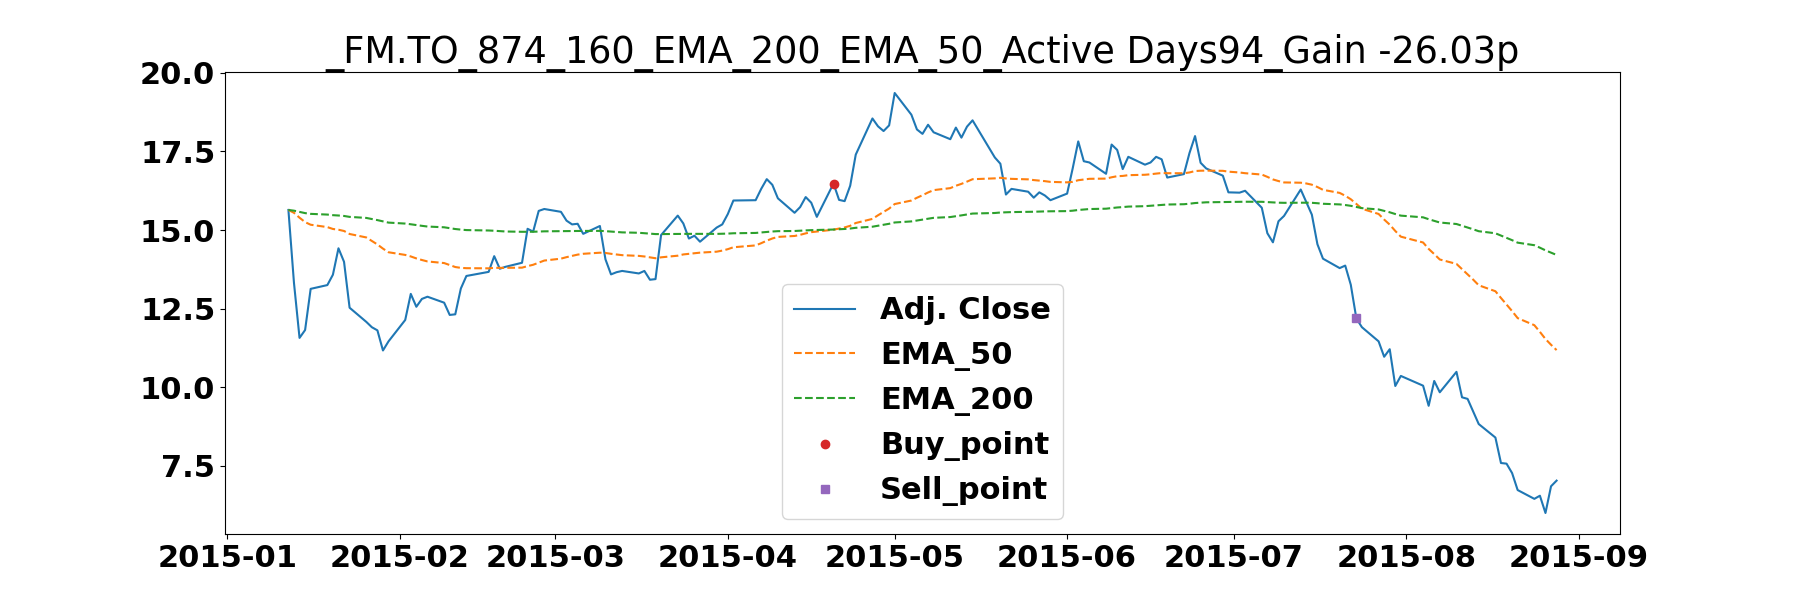 _FM.TO_874_160_EMA_200_EMA_50_Active Days94_Gain -26.03p
20.0
17.5
15.0
12.5
10.0
7.5
Adj. Close
EMA_50
EMA_200
Buy_point
Sell_point
2015-01 2015-02 2015-03 2015-04 2015-05 2015-06 2015-07 2015-08 2015-09